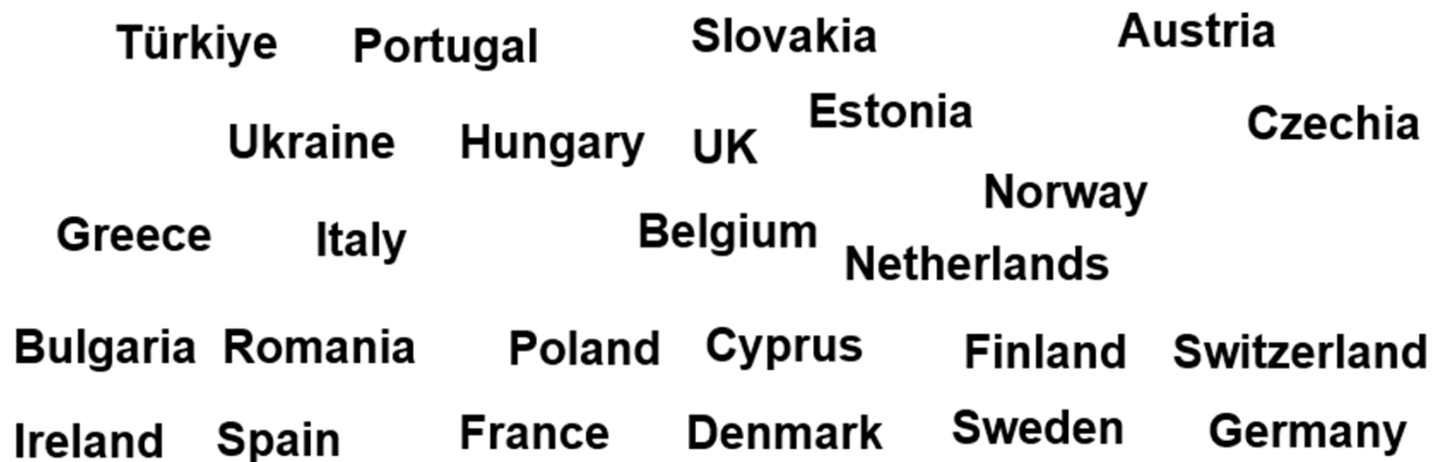 Türkiye Portugal Slovakia Austria
Ukraine Hungary UK Estonia Czechia
Greece Italy Belgium Netherlands Norway
Bulgaria Romania Poland Cyprus Finland Switzerland
Ireland Spain France Denmark Sweden Germany